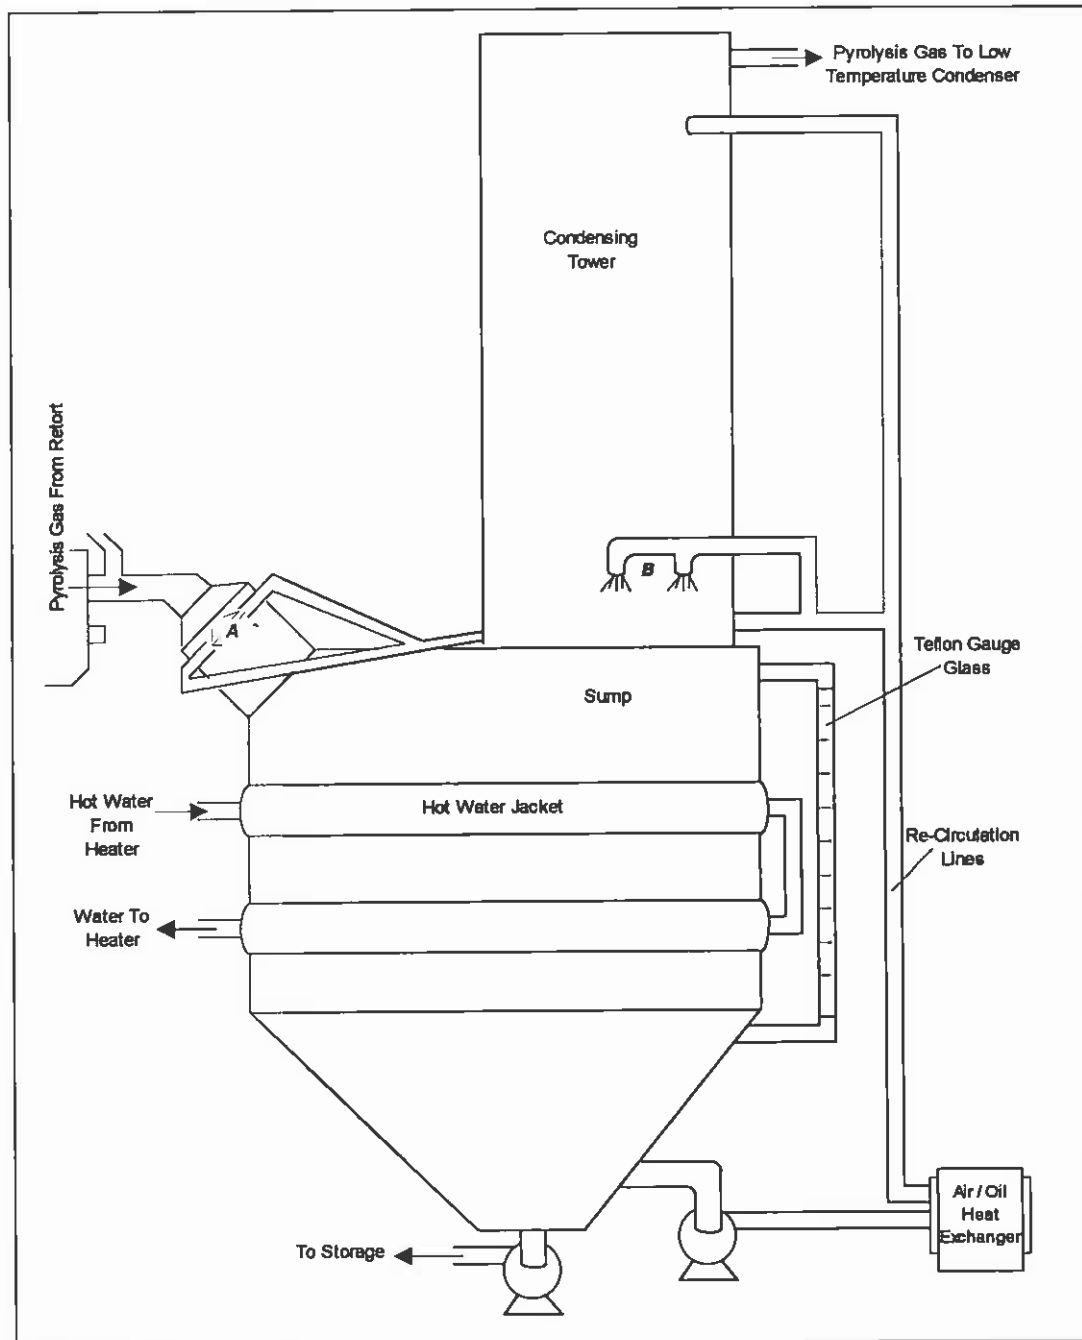 Pyrolysis Gas To Low
Temperature Condenser
Condensing
Tower
Pyrolysis Gas From Retort
A
B
Teflon Gauge
Glass
Sump
Hot Water
From
Heater
Hot Water Jacket
Re-Circulation
Lines
Water To
Heater
Air / Oil
Heat
Exchanger
To Storage